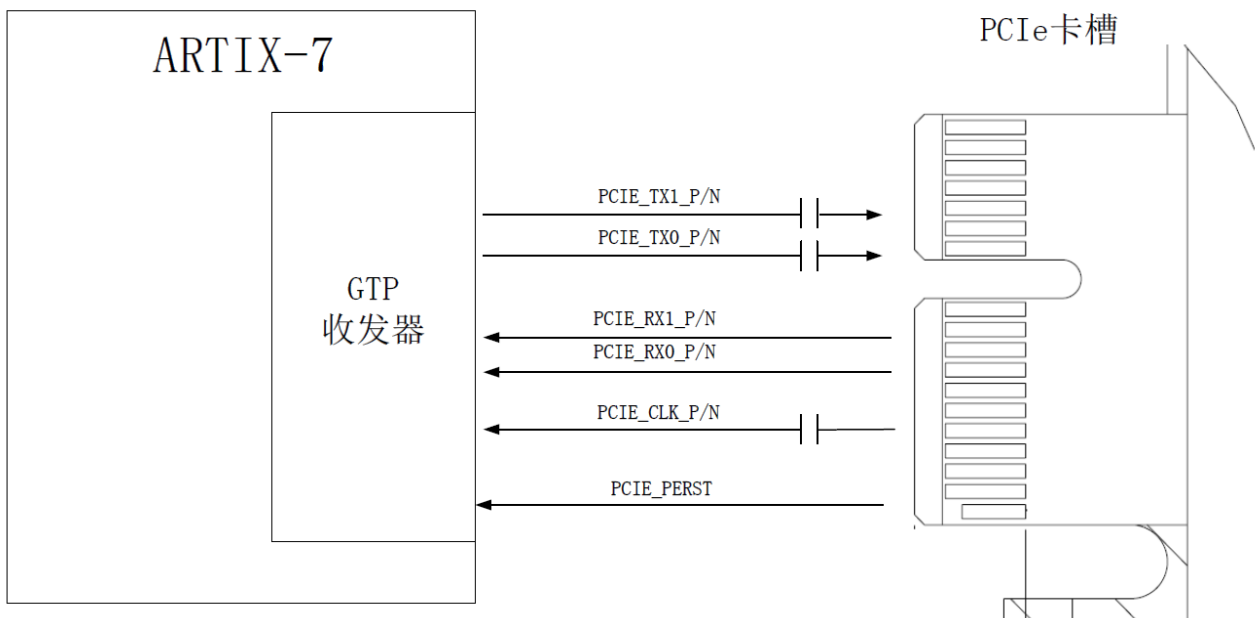 ARTIX-7
PCIe卡槽
PCIE_TX1_P/N
PCIE_TX0_P/N
GTP
收发器
PCIE_RX1_P/N
PCIE_RX0_P/N
PCIE_CLK_P/N
PCIE_PERST